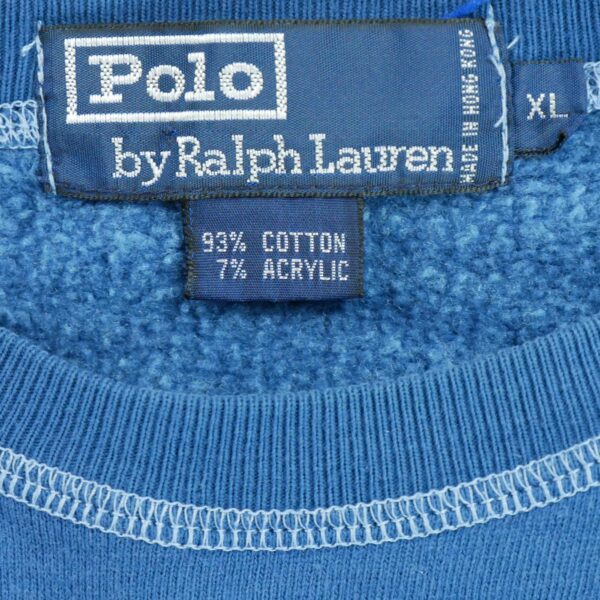 Polo
by Ralph Lauren
MADE IN HONG KONG
XL
93% COTTON
7% ACRYLIC